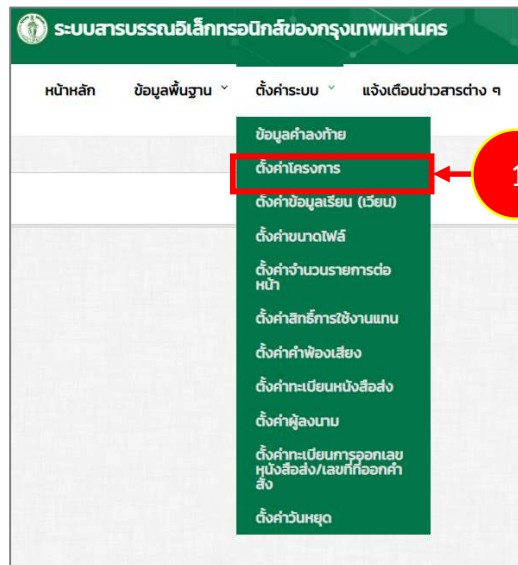 ระบบสารบรรณอิเล็กทรอนิกส์ของกรุงเทพมหานคร
หน้าหลัก ข้อมูลพื้นฐาน ตั้งค่าระบบ แจ้งเตือนข่าวสารต่าง ๆ
ข้อมูลคำลงท้าย
ตั้งค่าโครงการ
1
ตั้งค่าข้อมูลเรียน (เวียน)
ตั้งค่าขนาดไฟล์
ตั้งค่าจำนวนรายการต่อ
หน้า
ตั้งค่าสิทธิ์การใช้งานแทน
ตั้งค่าคำพ้องเสียง
ตั้งค่าทะเบียนหนังสือส่ง
ตั้งค่าผู้ลงนาม
ตั้งค่าทะเบียนการออกเลข
หนังสือส่ง/เลขที่ที่ออกคำ
สั่ง
ตั้งค่าวันหยุด